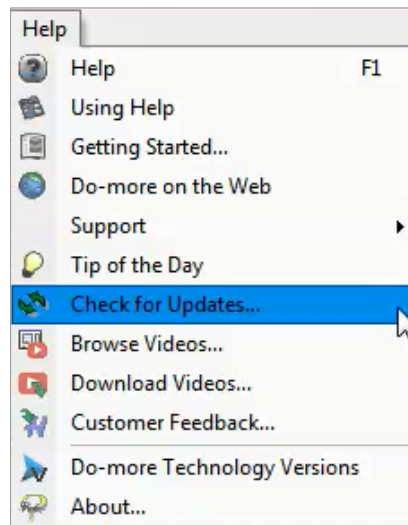 Help
Help F1
Using Help
Getting Started...
Do-more on the Web
Support
Tip of the Day
Check for Updates...
Browse Videos...
Download Videos...
Customer Feedback...
Do-more Technology Versions
About...